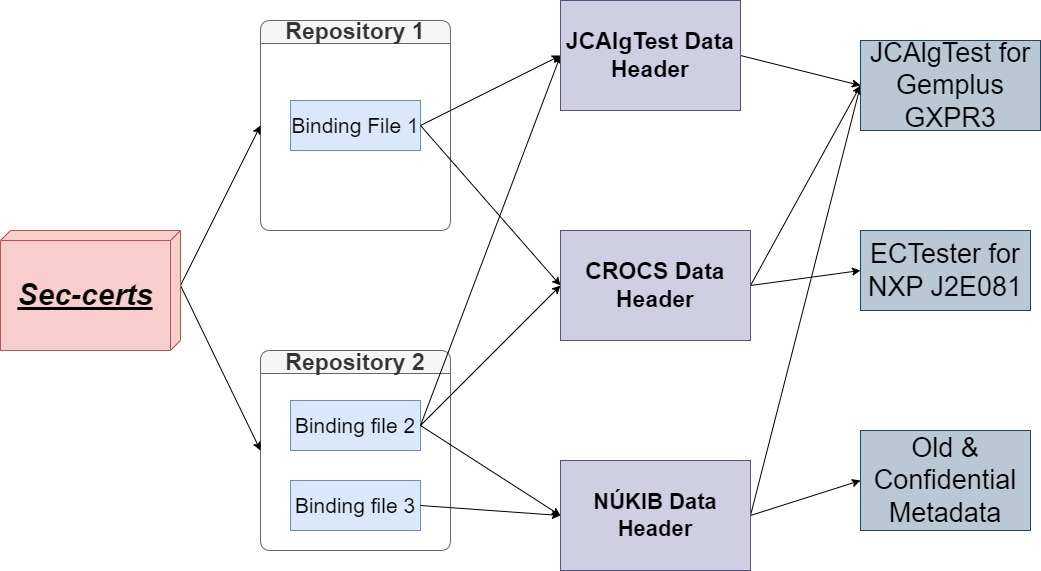 Sec-certs
Repository 1
Binding File 1
Repository 2
Binding file 2
Binding file 3
JCAlgTest Data
Header
CROCS Data
Header
NÚKIB Data
Header
JCAlgTest for
Gemplus
GXPR3
ECTester for
NXP J2E081
Old &
Confidential
Metadata